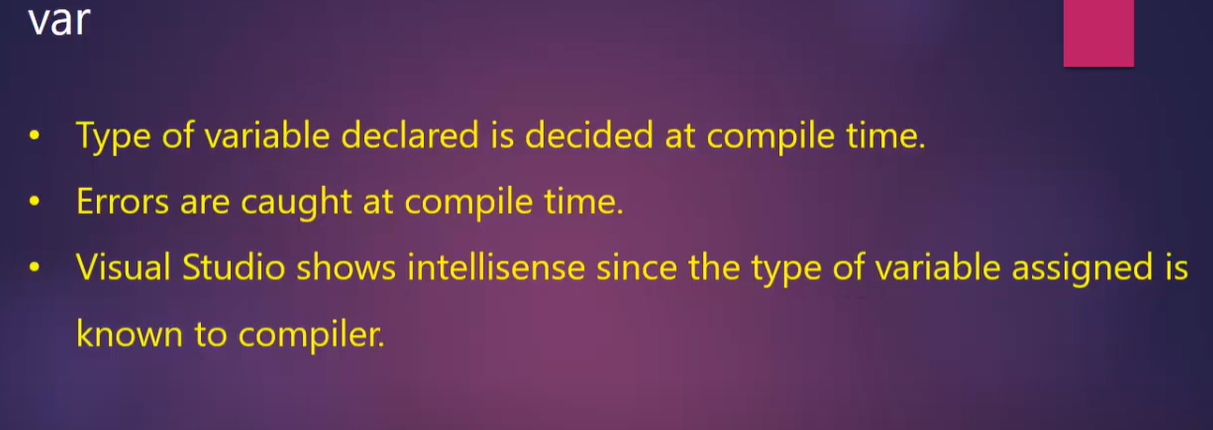 var
• Type of variable declared is decided at compile time.
• Errors are caught at compile time.
• Visual Studio shows intellisense since the type of variable assigned is
known to compiler.